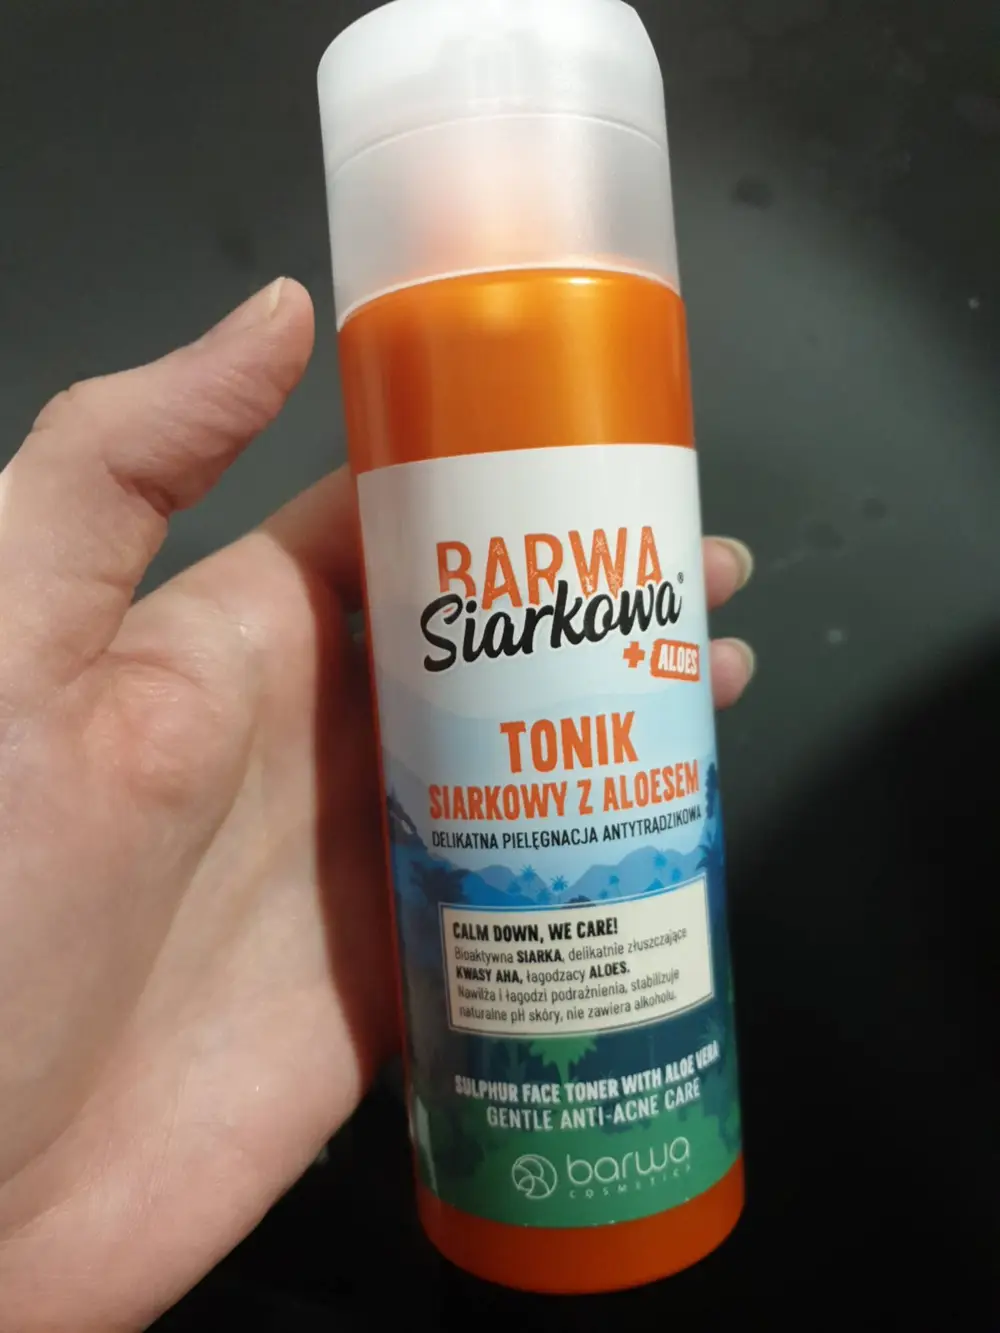 BARWA
Siarkowa®
+ ALOES
TONIK
SIARKOWY Z ALOESEM
DELIKATNA PIELĘGNACJA ANTYTRĄDZIKOWA
CALM DOWN, WE CARE!
Bioaktywna SIARKA, delikatnie złuszczające
KWASY AHA, łagodzacy ALOES.
Nawilża i łagodzi podrażnienia, stabilizuje
naturalne pH skóry, nie zawiera alkoholu.
SULPHUR FACE TONER WITH ALOE VERA
GENTLE ANTI-ACNE CARE
barwa
COSMETICS